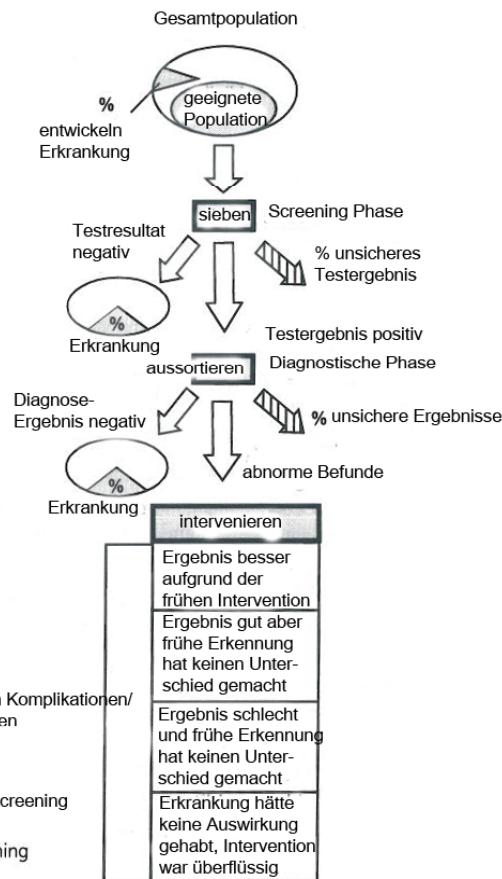 Gesamtpopulation
geeignete
Population
%
entwickeln
Erkrankung
sieben
Screening Phase
Testresultat
negativ
% unsicheres
Testergebnis
%
Erkrankung
Testergebnis positiv
aussortieren
Diagnostische Phase
Diagnose-
Ergebnis negativ
% unsichere Ergebnisse
%
Erkrankung
abnorme Befunde
intervenieren
Ergebnis besser
aufgrund der
frühen Intervention
Ergebnis gut aber
frühe Erkennung
hat keinen Unter-
schied gemacht
Komplikationen/
en
Ergebnis schlecht
und frühe Erkennung
hat keinen Unter-
schied gemacht
creening
ning
Erkrankung hätte
keine Auswirkung
gehabt, Intervention
war überflüssig